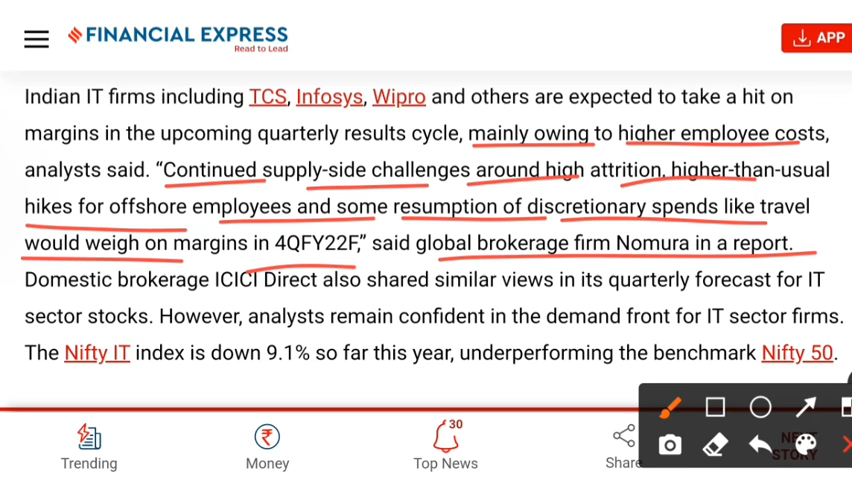 FINANCIAL EXPRESS
Read to Lead
APP
Indian IT firms including TCS, Infosys, Wipro and others are expected to take a hit on
margins in the upcoming quarterly results cycle, mainly owing to higher employee costs,
analysts said. “Continued supply-side challenges around high attrition, higher-than-usual
hikes for offshore employees and some resumption of discretionary spends like travel
would weigh on margins in 4QFY22F,” said global brokerage firm Nomura in a report.
Domestic brokerage ICICI Direct also shared similar views in its quarterly forecast for IT
sector stocks. However, analysts remain confident in the demand front for IT sector firms.
The Nifty IT index is down 9.1% so far this year, underperforming the benchmark Nifty 50.
30
Trending
Money
Top News
Share
NEXT
STORY